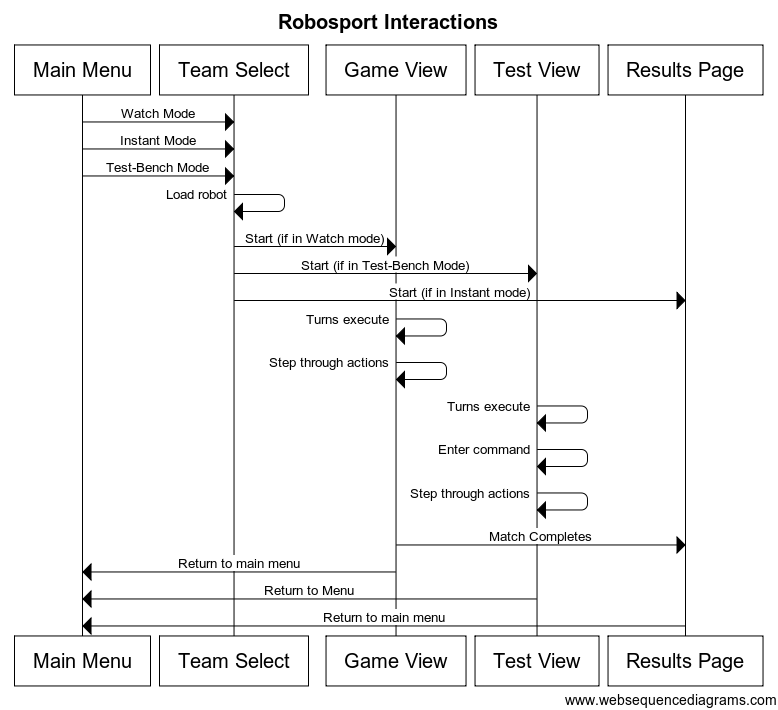 Robosport Interactions
Main Menu
Team Select
Game View
Test View
Results Page
Watch Mode
Instant Mode
Test-Bench Mode
Load robot
Start (if in Watch mode)
Start (if in Test-Bench Mode)
Start (if in Instant mode)
Turns execute
Step through actions
Turns execute
Enter command
Step through actions
Match Completes
Return to main menu
Return to Menu
Return to main menu
Main Menu
Team Select
Game View
Test View
Results Page
www.websequencediagrams.com